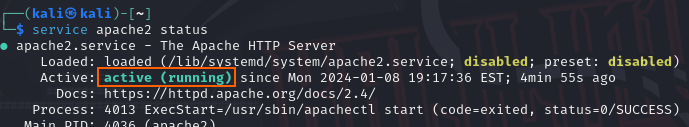 ┌──(kali㉿kali)-[~]
└─$ service apache2 status
● apache2.service - The Apache HTTP Server
Loaded: loaded (/lib/systemd/system/apache2.service; disabled; preset: disabled)
Active: active (running) since Mon 2024-01-08 19:17:36 EST; 4min 55s ago
Docs: https://httpd.apache.org/docs/2.4/
Process: 4013 ExecStart=/usr/sbin/apachectl start (code=exited, status=0/SUCCESS)
Main PID: 4036 (apache2)